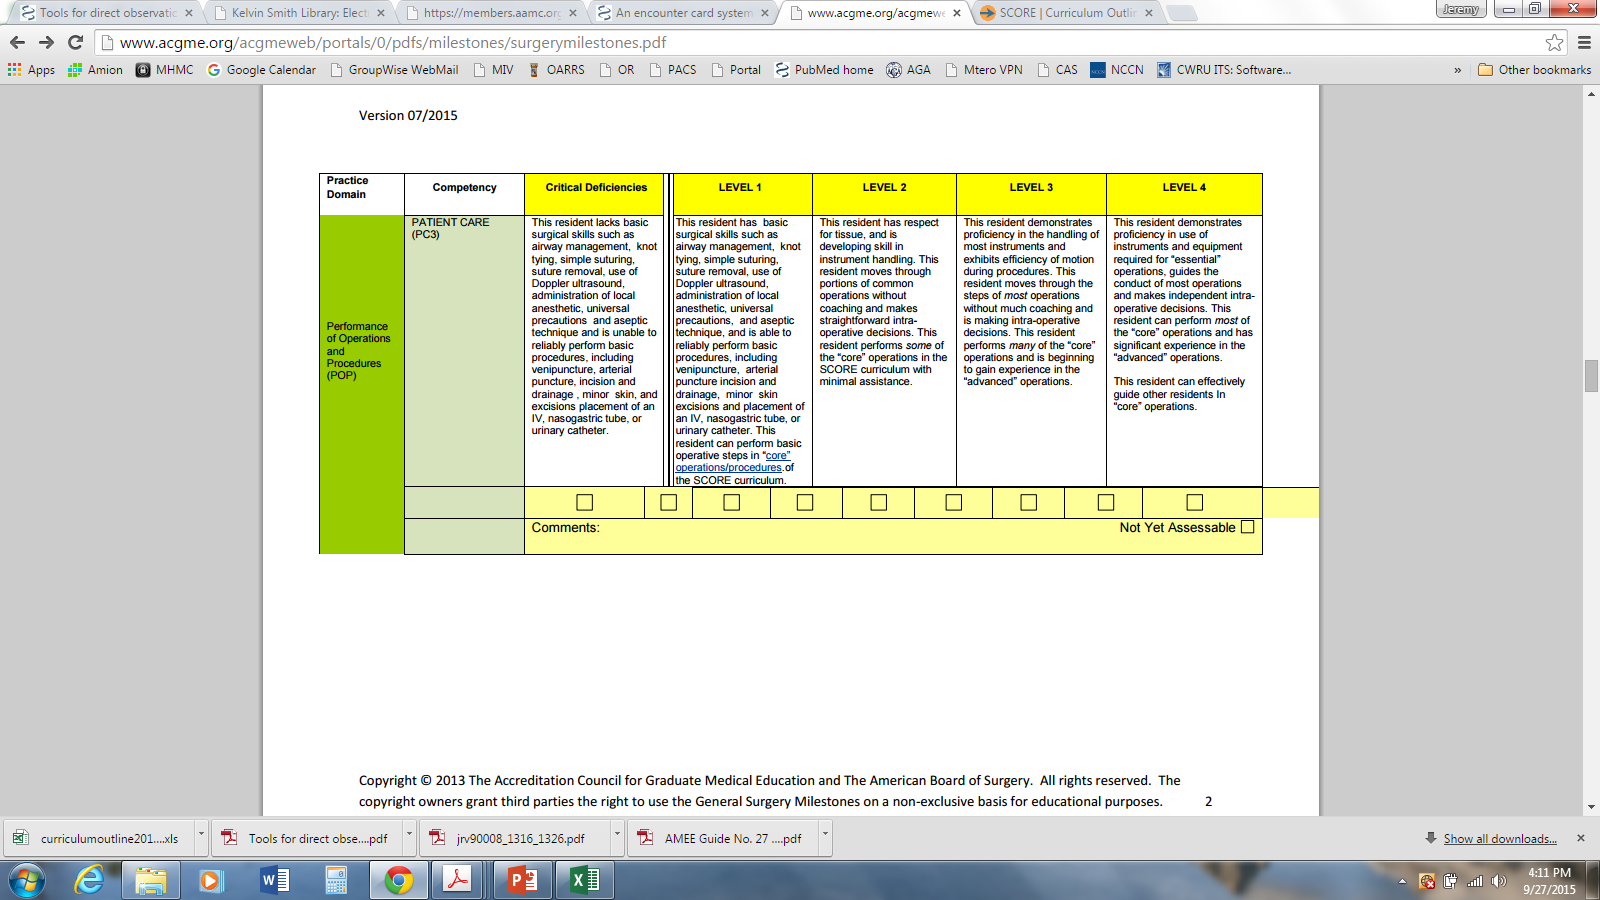 Tools for direct observatic
Kelvin Smith Library: Elect
https://members.aamc.org
An encounter card system
www.acgme.org/acgmewe
SCORE | Curriculum Outlin
Jeremy
www.acgme.org/acgmeweb/portals/0/pdfs/milestones/surgerymilestones.pdf
Apps Amion MHMC Google Calendar GroupWise WebMail MIV OARRS OR PACS Portal PubMed home AGA Mtero VPN CAS NCCN CWRU ITS: Software... » Other bookmarks
Version 07/2015
Practice
Domain
Competency
Critical Deficiencies
LEVEL 1
LEVEL 2
LEVEL 3
LEVEL 4
Performance
of Operations
and
Procedures
(POP)
PATIENT CARE
(PC3)
This resident lacks basic
surgical skills such as
airway management, knot
tying, simple suturing,
suture removal, use of
Doppler ultrasound,
administration of local
anesthetic, universal
precautions and aseptic
technique and is unable to
reliably perform basic
procedures, including
venipuncture, arterial
puncture, incision and
drainage , minor skin, and
excisions placement of an
IV, nasogastric tube, or
urinary catheter.
This resident has basic
surgical skills such as
airway management, knot
tying, simple suturing,
suture removal, use of
Doppler ultrasound,
administration of local
anesthetic, universal
precautions, and aseptic
technique, and is able to
reliably perform basic
procedures, including
venipuncture, arterial
puncture incision and
drainage, minor skin
excisions and placement of
an IV, nasogastric tube, or
urinary catheter. This
resident can perform basic
operative steps in “core”
operations/procedures.of
the SCORE curriculum.
This resident has respect
for tissue, and is
developing skill in
instrument handling. This
resident moves through
portions of common
operations without
coaching and makes
straightforward intra-
operative decisions. This
resident performs some of
the “core” operations in the
SCORE curriculum with
minimal assistance.
This resident demonstrates
proficiency in the handling of
most instruments and
exhibits efficiency of motion
during procedures. This
resident moves through the
steps of most operations
without much coaching and
is making intra-operative
decisions. This resident
performs many of the “core”
operations and is beginning
to gain experience in the
“advanced” operations.
This resident demonstrates
proficiency in use of
instruments and equipment
required for “essential”
operations, guides the
conduct of most operations
and makes independent intra-
operative decisions. This
resident can perform most of
the “core” operations and has
significant experience in the
“advanced” operations.
This resident can effectively
guide other residents In
“core” operations.
Comments:
Not Yet Assessable
Copyright © 2013 The Accreditation Council for Graduate Medical Education and The American Board of Surgery. All rights reserved. The
copyright owners grant third parties the right to use the General Surgery Milestones on a non-exclusive basis for educational purposes. 2
curriculumoutline201....xls
Tools for direct obse....pdf
jrv90008_1316_1326.pdf
AMEE Guide No. 27 ....pdf
Show all downloads...
4:11 PM
9/27/2015